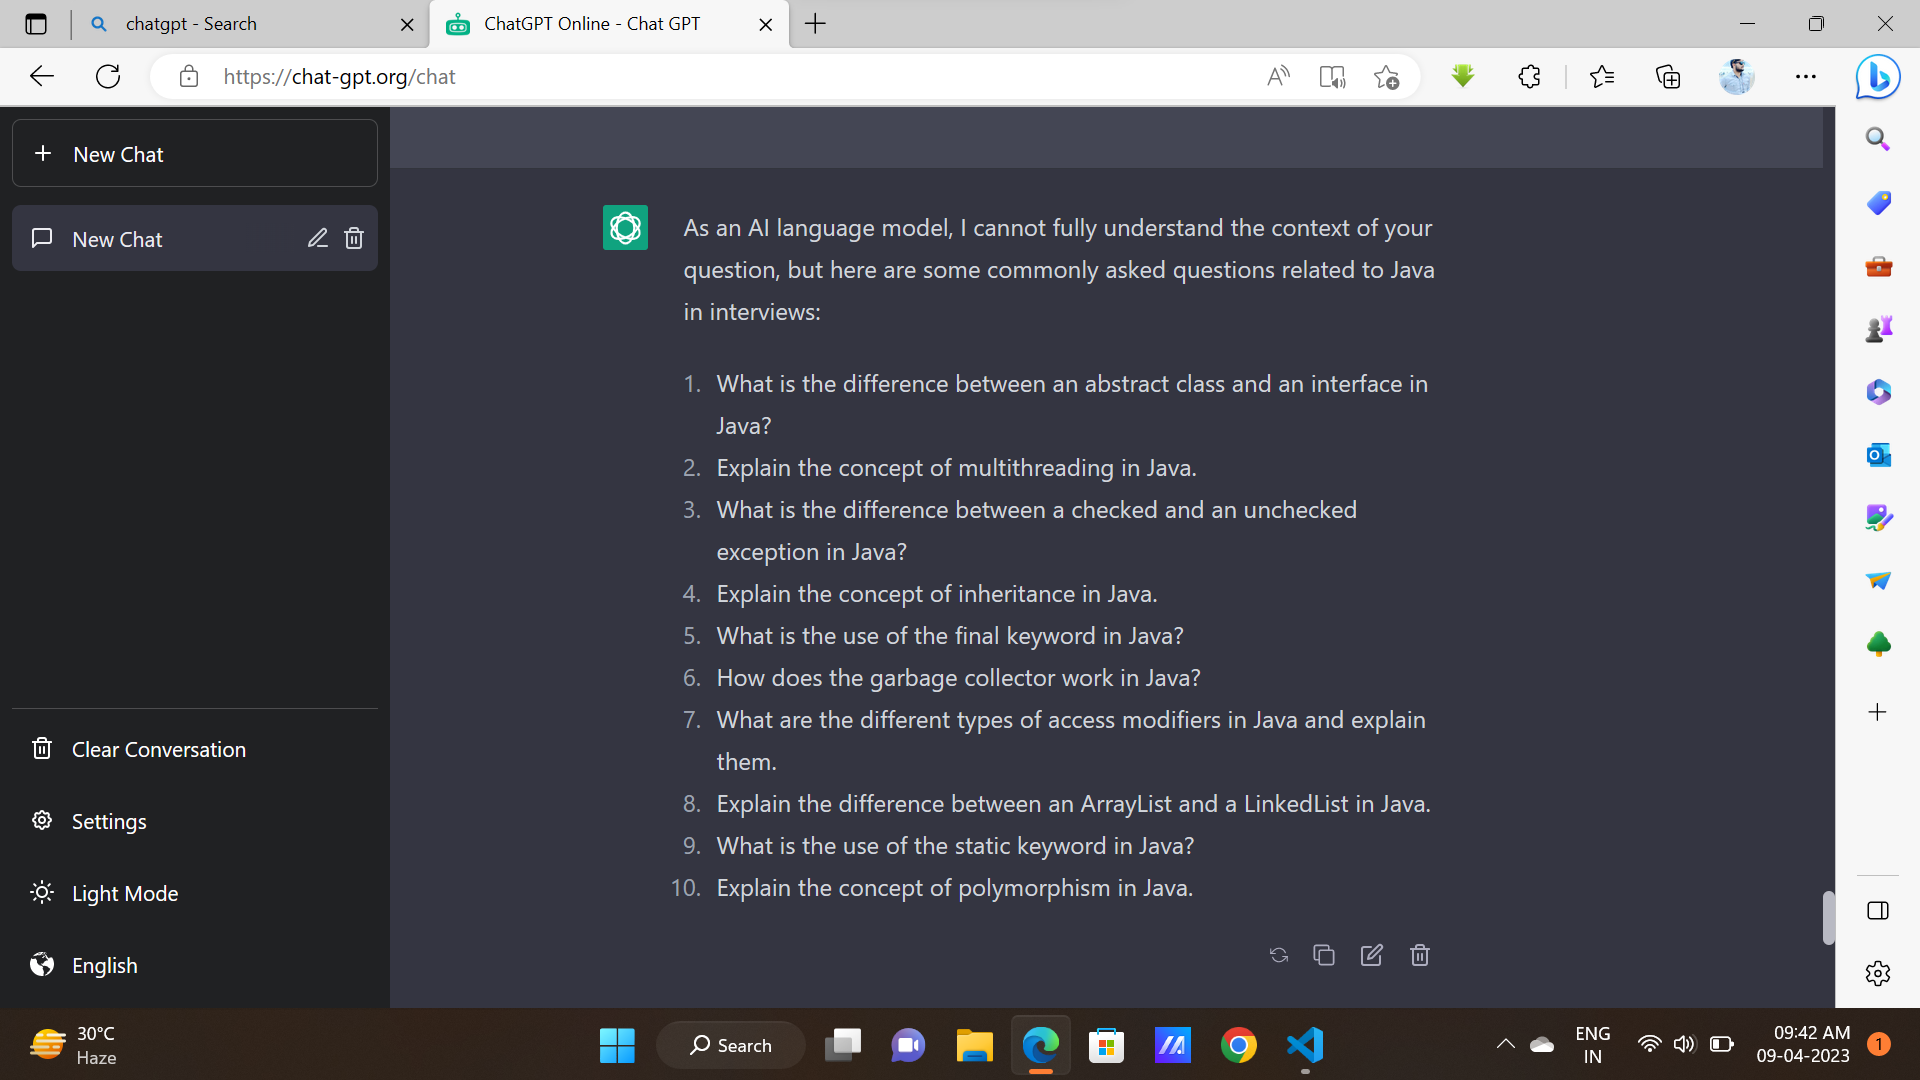 chatgpt - Search
ChatGPT Online - Chat GPT
https://chat-gpt.org/chat
New Chat
New Chat
As an AI language model, I cannot fully understand the context of your
question, but here are some commonly asked questions related to Java
in interviews:
1. What is the difference between an abstract class and an interface in
Java?
2. Explain the concept of multithreading in Java.
3. What is the difference between a checked and an unchecked
exception in Java?
4. Explain the concept of inheritance in Java.
5. What is the use of the final keyword in Java?
6. How does the garbage collector work in Java?
7. What are the different types of access modifiers in Java and explain
them.
8. Explain the difference between an ArrayList and a LinkedList in Java.
9. What is the use of the static keyword in Java?
10. Explain the concept of polymorphism in Java.
Clear Conversation
Settings
Light Mode
English
30°C
Haze
Search
ENG
IN
09:42 AM
09-04-2023
1